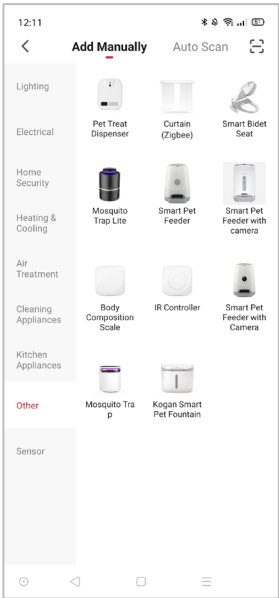 12:11
Add Manually
Auto Scan
Lighting
Electrical
Home
Security
Heating &
Cooling
Air
Treatment
Cleaning
Appliances
Kitchen
Appliances
Other
Sensor
Pet Treat
Dispenser
Curtain
(Zigbee)
Smart Bidet
Seat
Mosquito
Trap Lite
Smart Pet
Feeder
Smart Pet
Feeder with
camera
Body
Composition
Scale
IR Controller
Smart Pet
Feeder with
Camera
Mosquito Tra
p
Kogan Smart
Pet Fountain